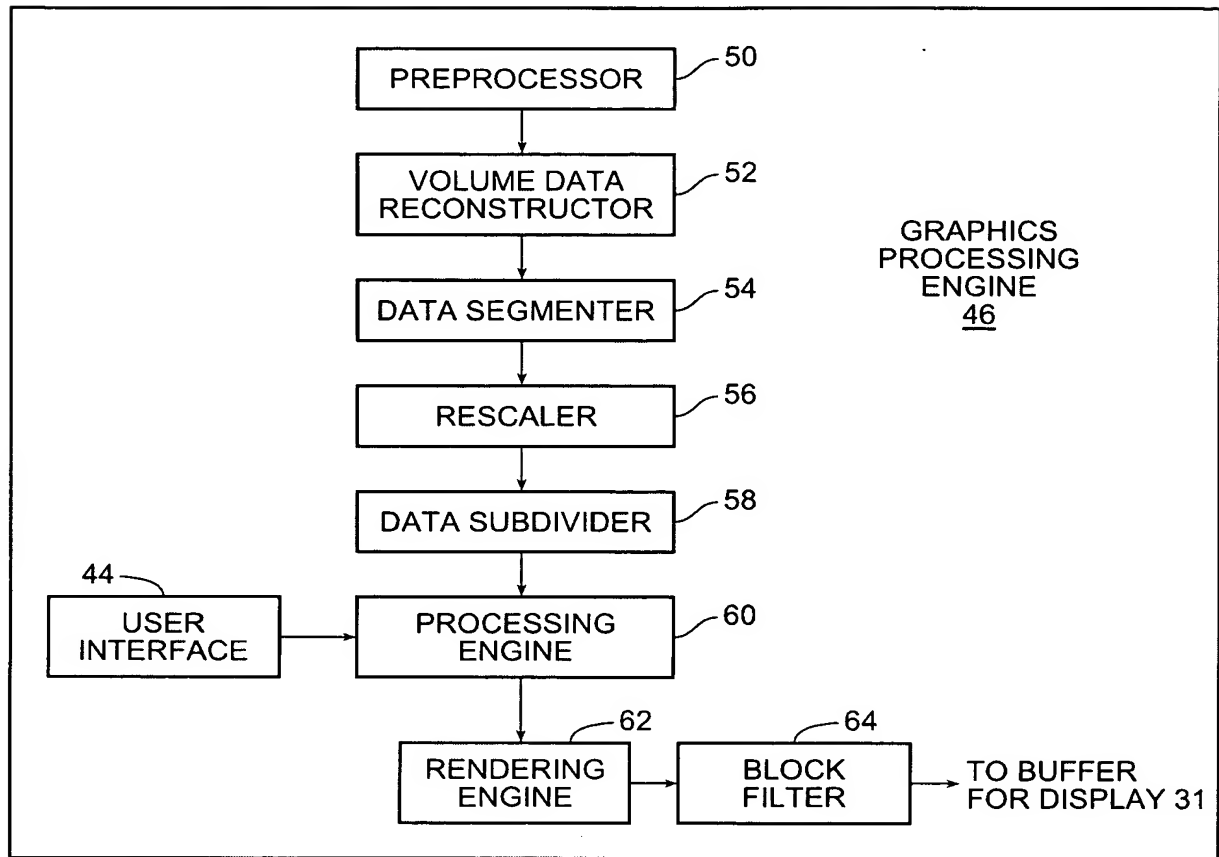 PREPROCESSOR
50
VOLUME DATA
RECONSTRUCTOR
52
GRAPHICS
PROCESSING
ENGINE
46
DATA SEGMENTER
54
RESCALER
56
DATA SUBDIVIDER
58
44
USER
INTERFACE
PROCESSING
ENGINE
60
62
RENDERING
ENGINE
64
BLOCK
FILTER
TO BUFFER
FOR DISPLAY 31